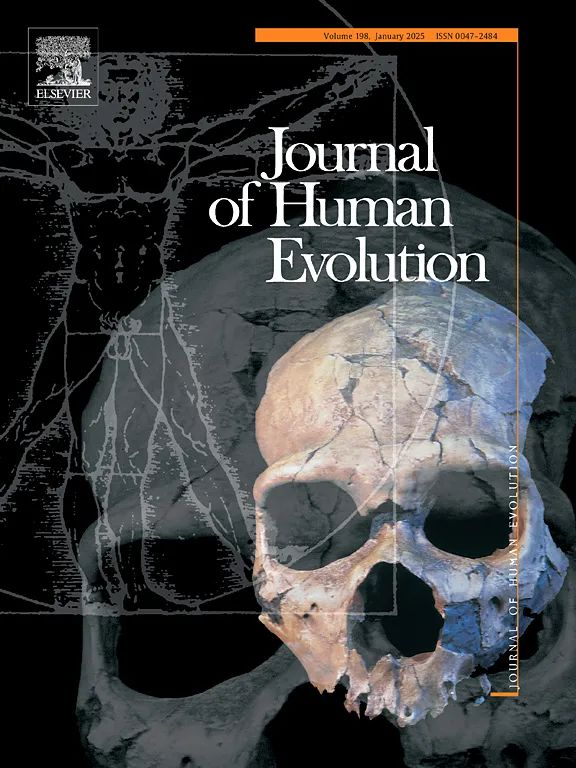 Volume 198, January 2025 ISSN 0047-2484
ELSEVIER
Journal
of Human
Evolution
JOURNAL OF HUMAN EVOLUTION